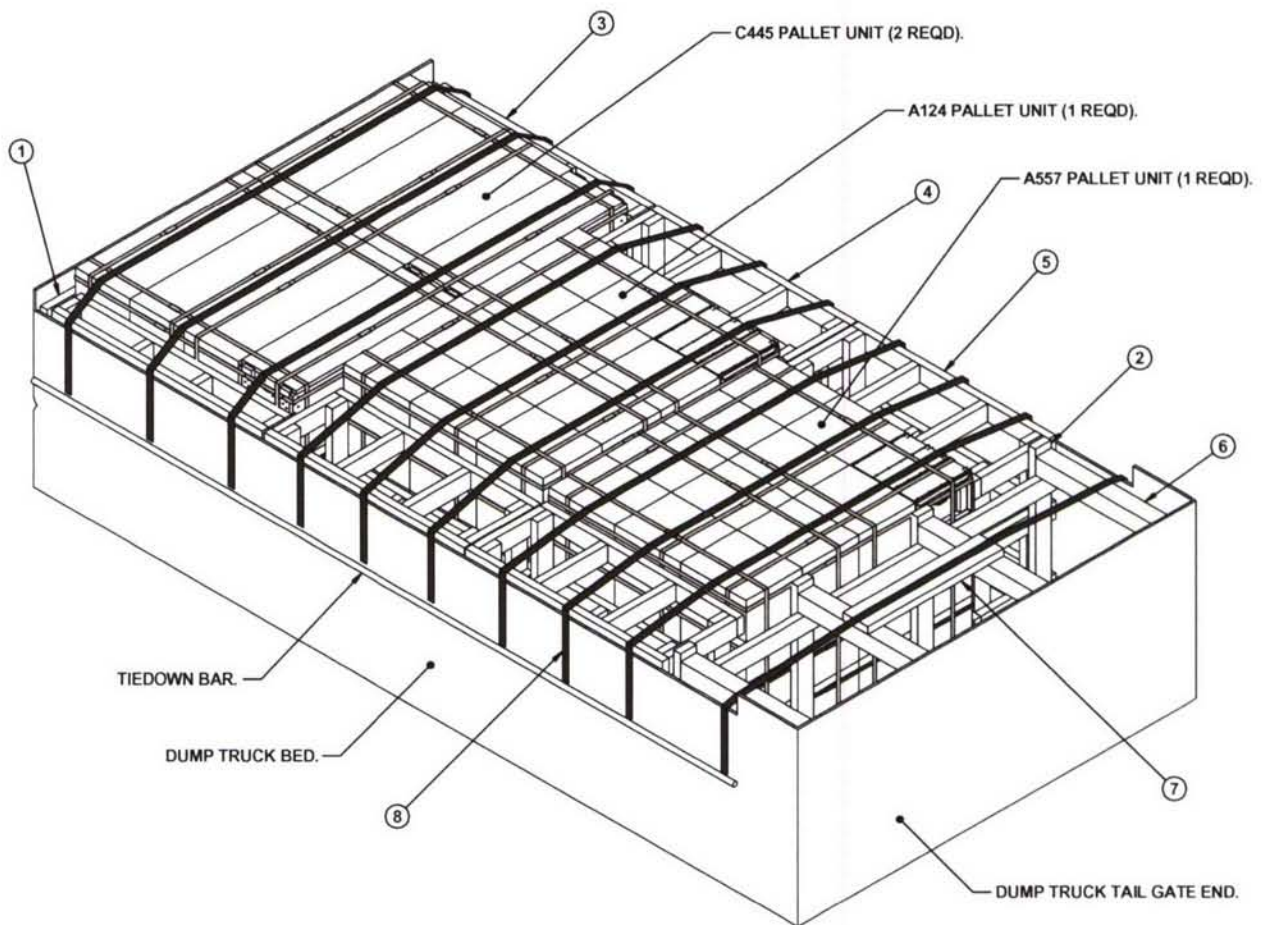 3
C445 PALLET UNIT (2 REQD).
A124 PALLET UNIT (1 REQD).
1
A557 PALLET UNIT (1 REQD).
4
5
2
6
TIEDOWN BAR.
DUMP TRUCK BED.
7
8
DUMP TRUCK TAIL GATE END.